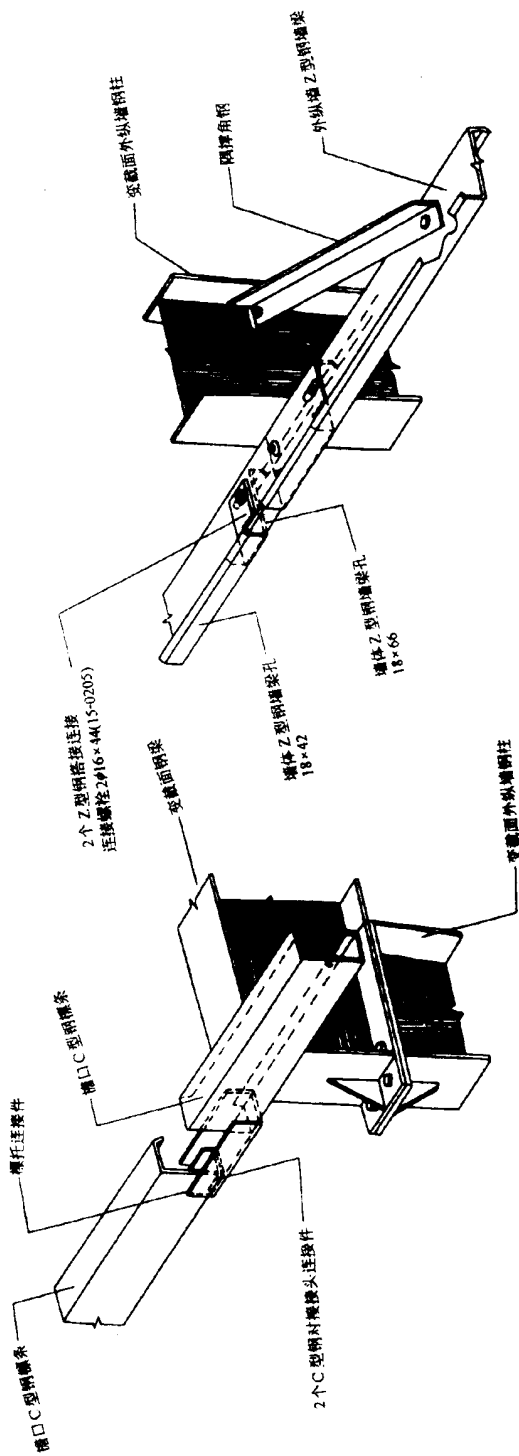 檐口C型钢檩条
檩托连接件
檐口C型钢檩条
变截面钢梁
2个C型钢对接接头连接件
变截面外纵墙钢柱
2个Z型钢搭接连接
连接螺栓2φ16×44(15-0205)
墙体Z型钢墙梁孔
18×42
墙体Z型钢墙梁孔
18×66
变截面外纵墙钢柱
隅撑角钢
外纵墙Z型钢墙梁